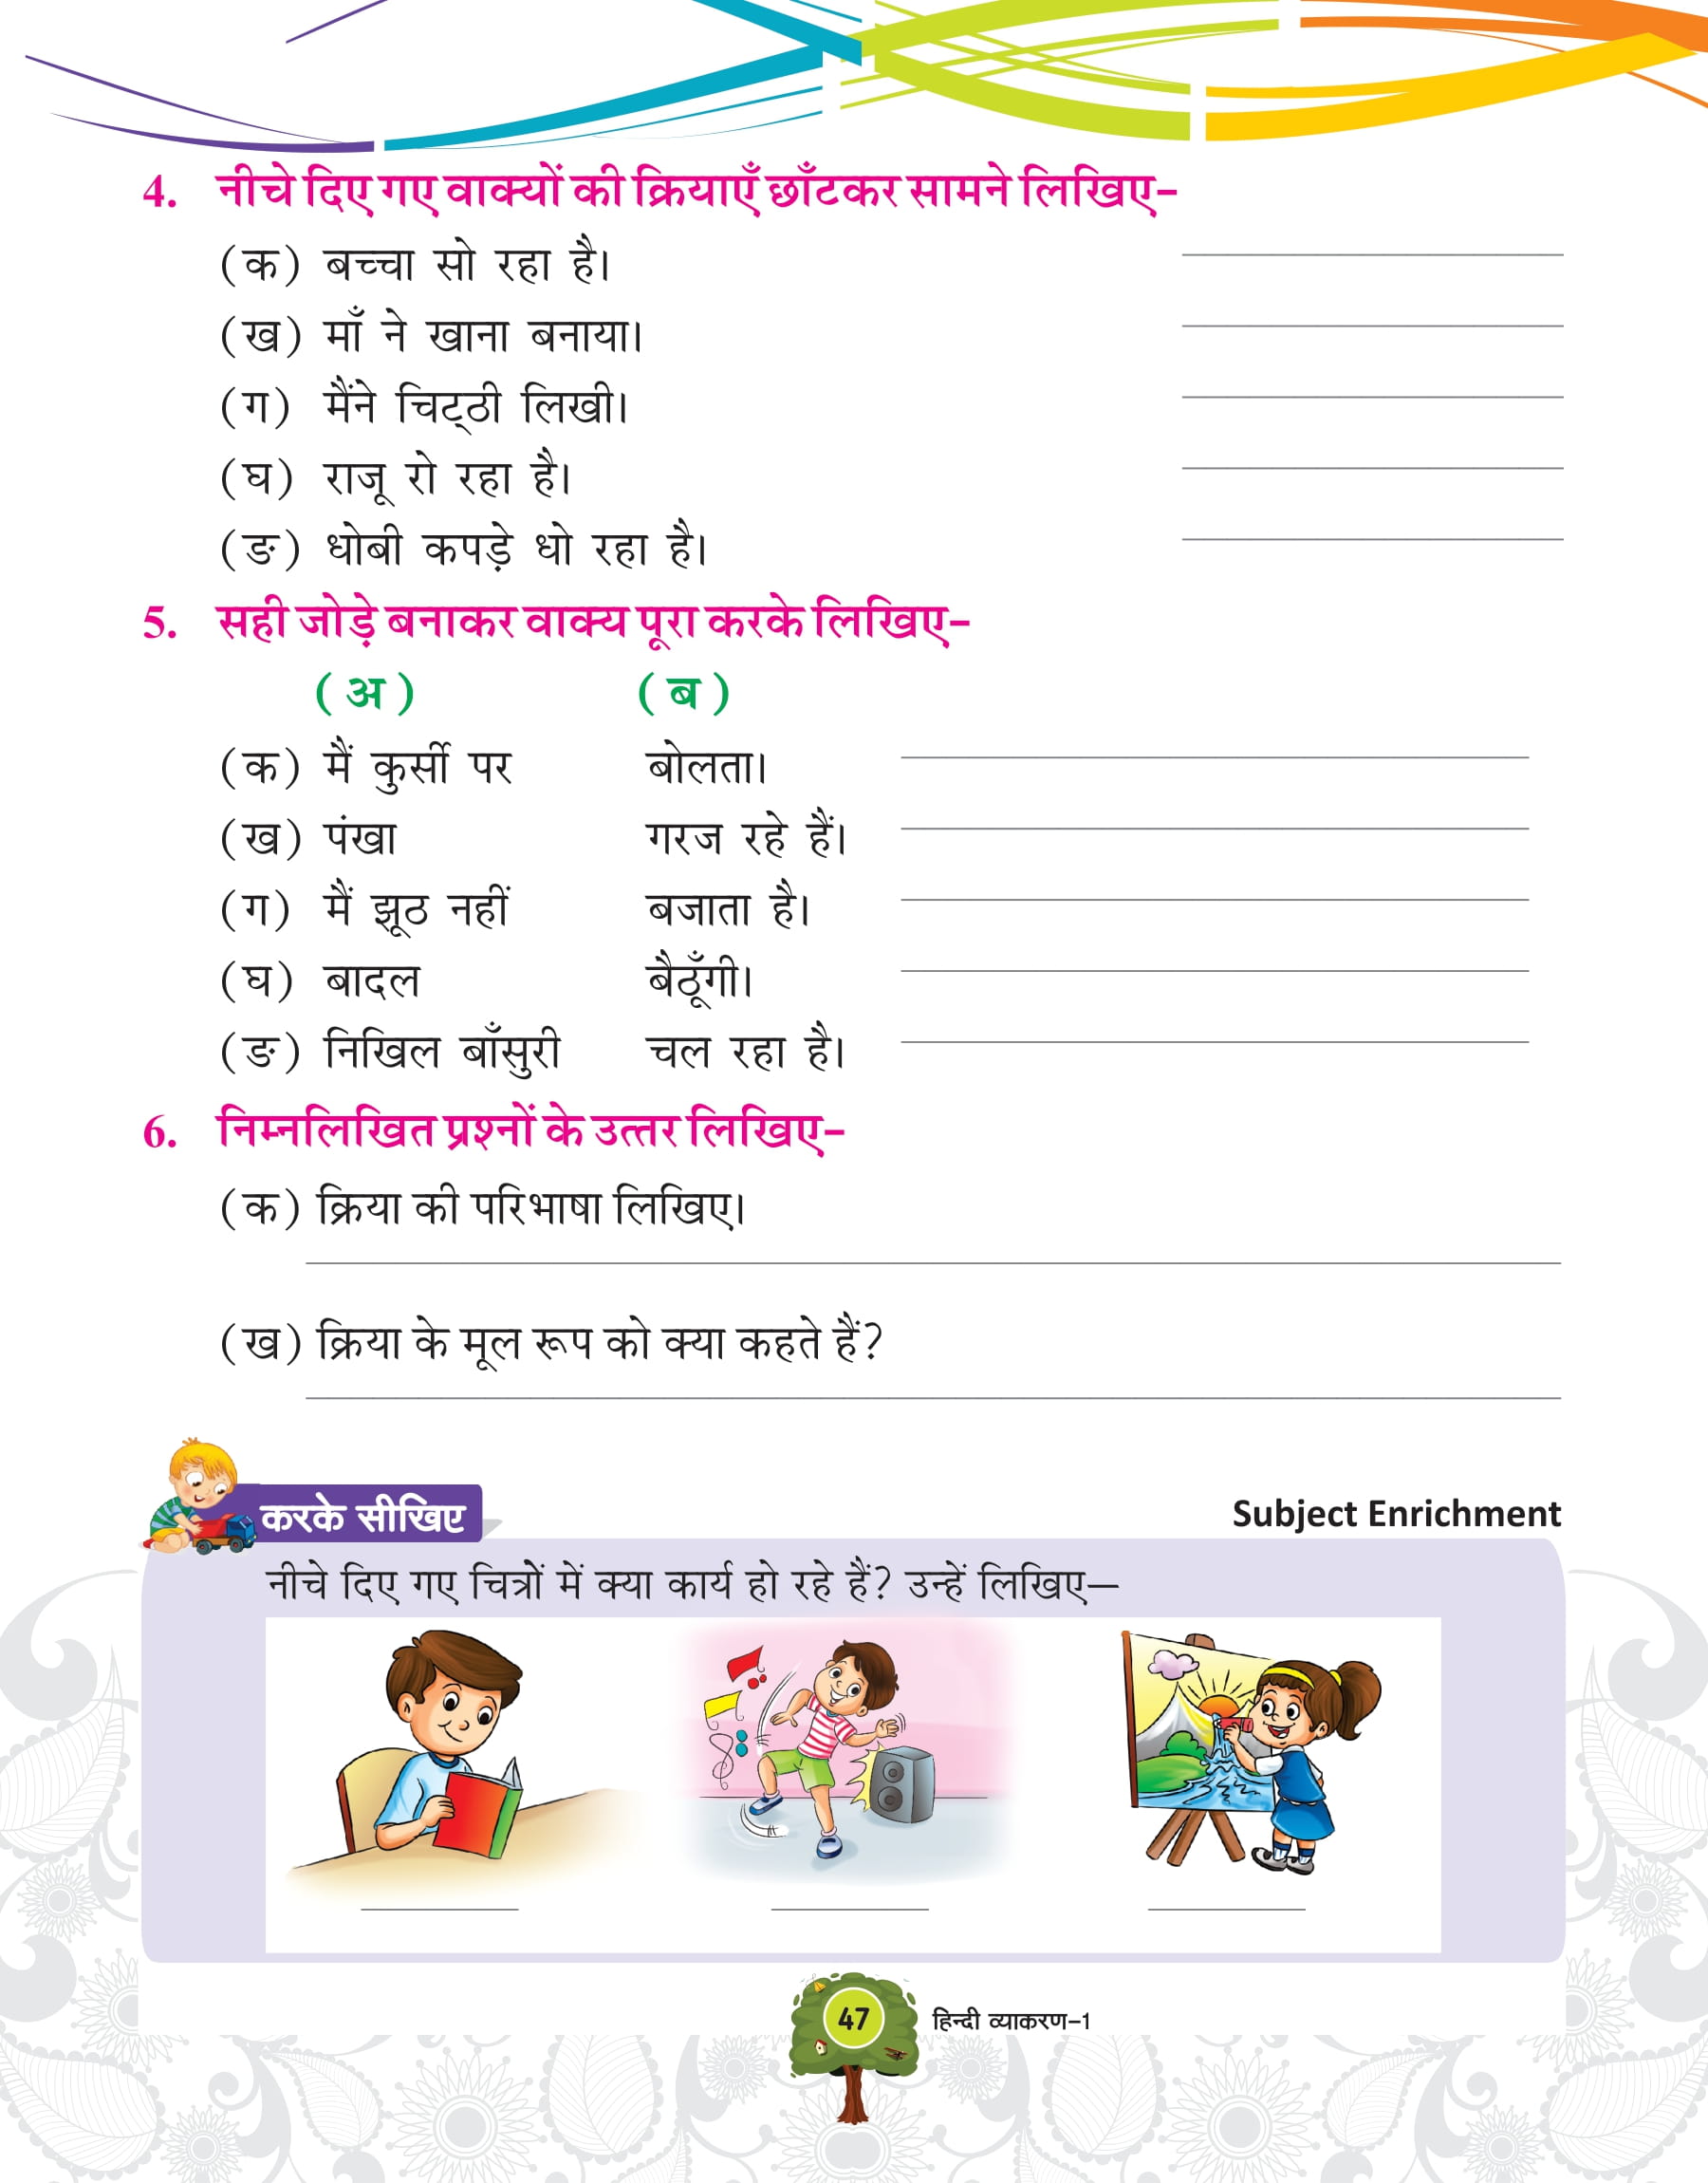 4. नीचे दिए गए वाक्यों की क्रियाएँ छाँटकर सामने लिखिए-
(क) बच्चा सो रहा है।
(ख) माँ ने खाना बनाया।
(ग) मैंने चिट्ठी लिखी।
(घ) राजू रो रहा है।
(ङ) धोबी कपड़े धो रहा है।
5. सही जोड़े बनाकर वाक्य पूरा करके लिखिए-
(अ) (ब)
(क) मैं कुर्सी पर बोलता।
(ख) पंखा गरज रहे हैं।
(ग) मैं झूठ नहीं बजाता है।
(घ) बादल बैठूँगी।
(ङ) निखिल बाँसुरी चल रहा है।
6. निम्नलिखित प्रश्नों के उत्तर लिखिए-
(क) क्रिया की परिभाषा लिखिए।
(ख) क्रिया के मूल रूप को क्या कहते हैं?
करके सीखिए Subject Enrichment
नीचे दिए गए चित्रों में क्या कार्य हो रहे हैं? उन्हें लिखिए—
47 हिन्दी व्याकरण-1